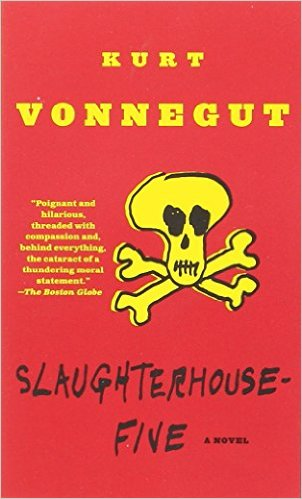 KURT
VONNEGUT
“Poignant and
hilarious,
threaded with
compassion and,
behind everything,
the cataract of a
thundering moral
statement.”
—The Boston Globe
SLAUGHTERHOUSE-
FIVE
A NOVEL